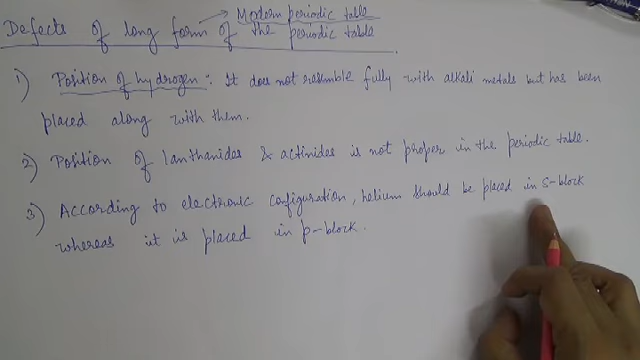 Modern periodic table
Defects of long form of the periodic table.
1) Position of hydrogen:- It does not resemble fully with alkali metals but has been
placed along with them.
2) Position of lanthanides & actinides is not proper in the periodic table.
3) According to electronic configuration, helium should be placed in s-block
whereas it is placed in p-block.